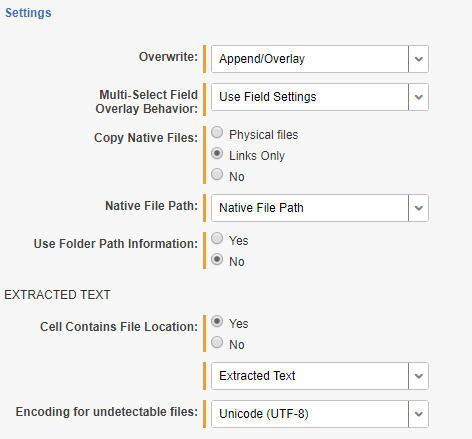 Settings
Overwrite: Append/Overlay
Multi-Select Field
Overlay Behavior: Use Field Settings
Copy Native Files: Physical files
Links Only
No
Native File Path: Native File Path
Use Folder Path Information: Yes
No
EXTRACTED TEXT
Cell Contains File Location: Yes
No
Extracted Text
Encoding for undetectable files: Unicode (UTF-8)